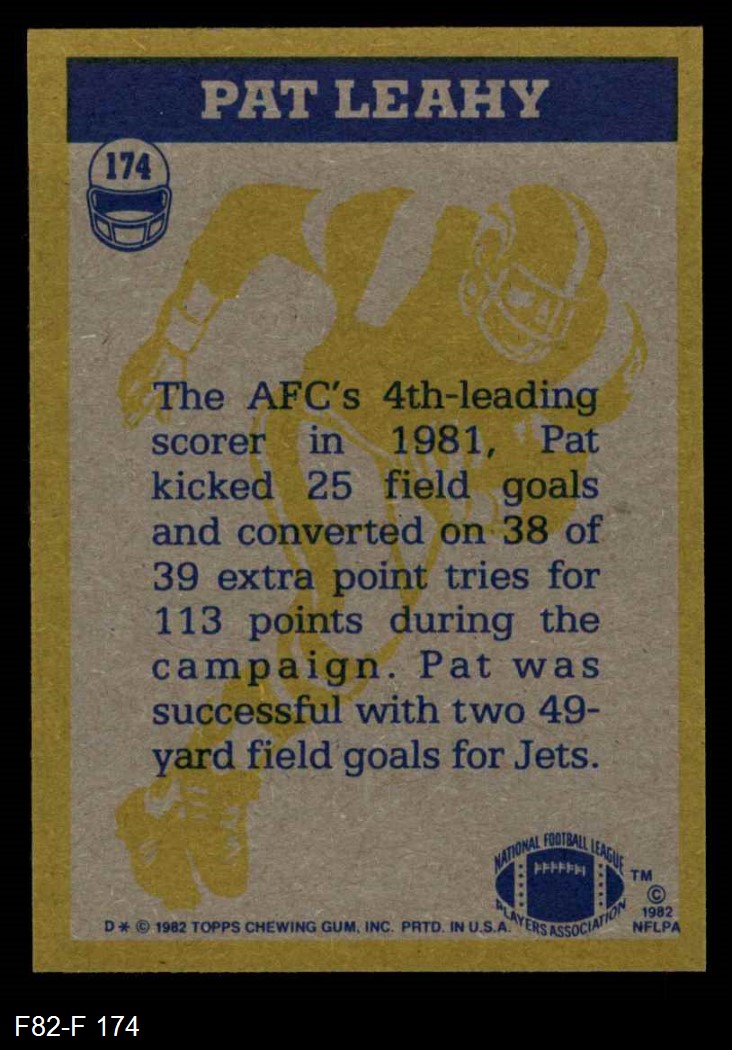 PAT LEAHY
174
The AFC's 4th-leading
scorer in 1981, Pat
kicked 25 field goals
and converted on 38 of
39 extra point tries for
113 points during the
campaign. Pat was
successful with two 49-
yard field goals for Jets.
NATIONAL FOOTBALL LEAGUE
PLAYERS ASSOCIATION
TM
©
1982
NFLPA
D * © 1982 TOPPS CHEWING GUM, INC. PRTD. IN U.S.A.
F82-F 174